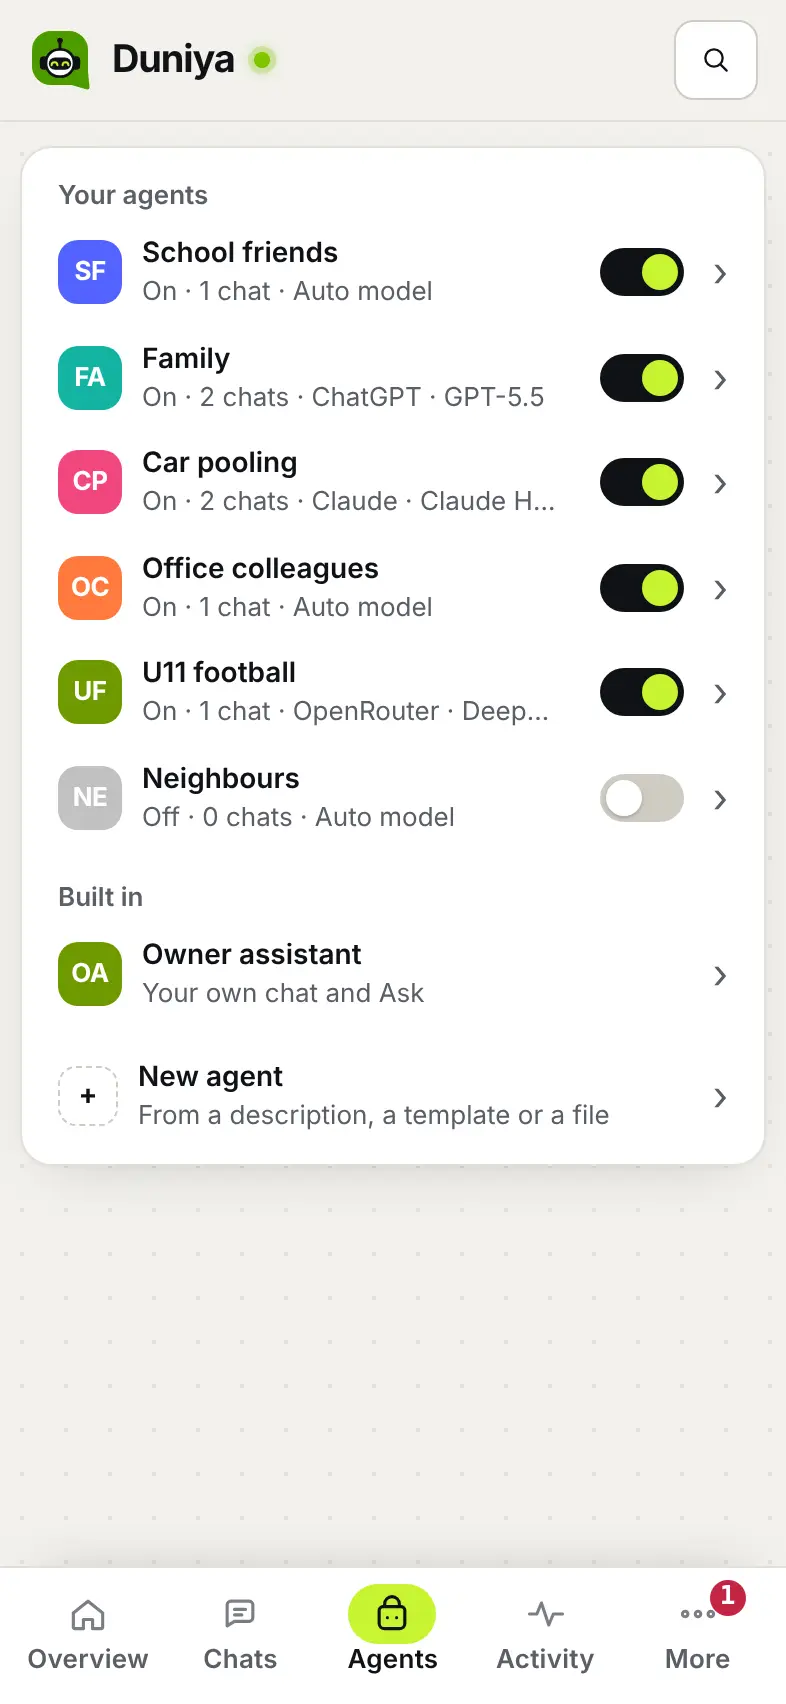 Duniya
Your agents
SF
School friends
On · 1 chat · Auto model
FA
Family
On · 2 chats · ChatGPT · GPT-5.5
CP
Car pooling
On · 2 chats · Claude · Claude H...
OC
Office colleagues
On · 1 chat · Auto model
UF
U11 football
On · 1 chat · OpenRouter · Deep...
NE
Neighbours
Off · 0 chats · Auto model
Built in
OA
Owner assistant
Your own chat and Ask
+
New agent
From a description, a template or a file
1
Overview
Chats
Agents
Activity
More